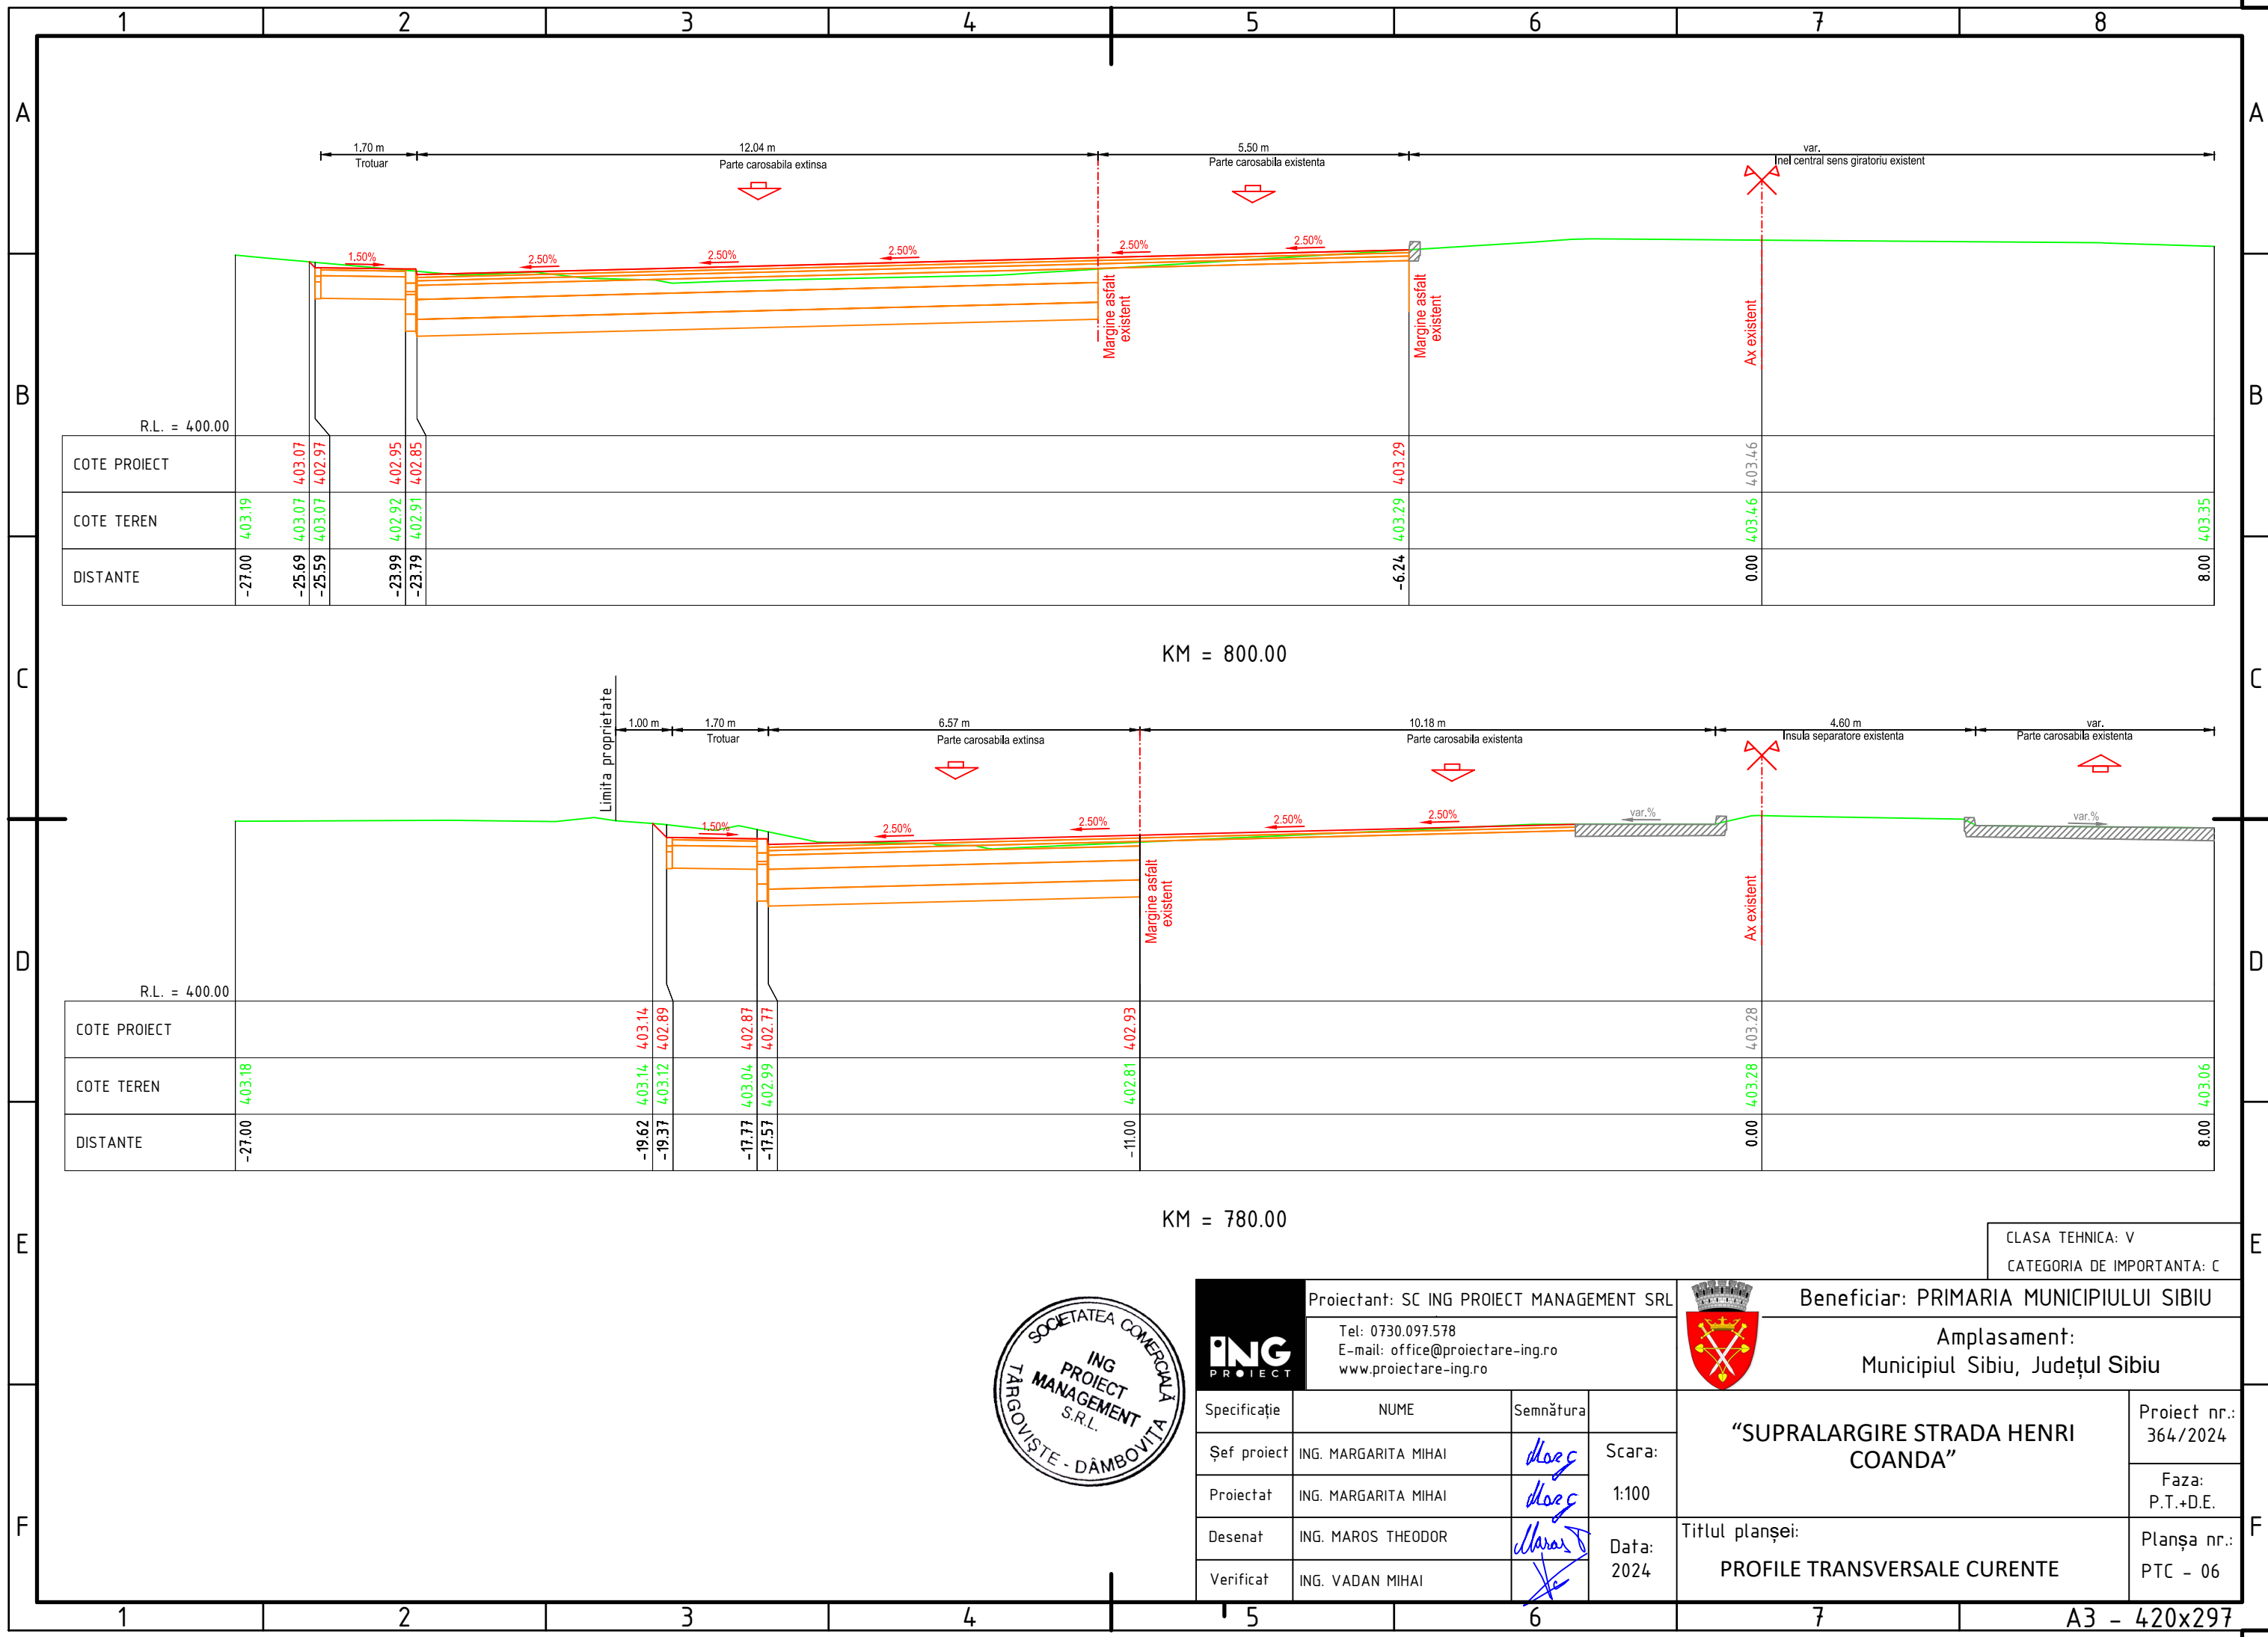 1 2 3 4 5 6 7 8
A A
1.70 m 12.04 m 5.50 m var.
Trotuar Parte carosabila extinsa Parte carosabila existenta Inel central sens giratoriu existent
1.50% 2.50% 2.50% 2.50% 2.50% 2.50%
Margine asfalt
existent
Margine asfalt
existent
Ax existent
B B
R.L. = 400.00
COTE PROIECT 403.07 402.97 402.95 402.85 403.29 403.46
COTE TEREN 403.19 403.07 403.07 402.92 402.91 403.29 403.46 403.35
DISTANTE -27.00 -25.69 -25.59 -23.99 -23.79 -6.24 0.00 8.00
KM = 800.00
C C
Limita proprietate
1.00 m 1.70 m 6.57 m 10.18 m 4.60 m var.
Trotuar Parte carosabila extinsa Parte carosabila existenta Insula separatore existenta Parte carosabila existenta
1.50% 2.50% 2.50% 2.50% 2.50% var.% var.%
Margine asfalt
existent
Ax existent
D D
R.L. = 400.00
COTE PROIECT 403.14 402.89 402.87 402.77 402.93 403.28
COTE TEREN 403.18 403.14 403.12 403.04 402.99 402.81 403.28 403.06
DISTANTE -27.00 -19.62 -19.37 -17.77 -17.57 -11.00 0.00 8.00
KM = 780.00
E E
CLASA TEHNICA: V
CATEGORIA DE IMPORTANTA: C
SOCIETATEA COMERCIALĂ
ING
PROIECT
MANAGEMENT
S.R.L.
TÂRGOVIŞTE - DÂMBOVIŢA
ING
PROIECT
Proiectant: SC ING PROIECT MANAGEMENT SRL
Tel: 0730.097.578
E-mail: office@proiectare-ing.ro
www.proiectare-ing.ro
Beneficiar: PRIMARIA MUNICIPIULUI SIBIU
Amplasament:
Municipiul Sibiu, Județul Sibiu
Specificație NUME Semnătura
Șef proiect ING. MARGARITA MIHAI Marg
Proiectat ING. MARGARITA MIHAI Marg
Desenat ING. MAROS THEODOR Maros T
Verificat ING. VADAN MIHAI
Scara:
1:100
Data:
2024
“SUPRALARGIRE STRADA HENRI
COANDA”
Proiect nr.:
364/2024
Faza:
P.T.+D.E.
Titlul planșei:
PROFILE TRANSVERSALE CURENTE
Planșa nr.:
PTC - 06
F F
1 2 3 4 5 6 7
A3 - 420x297